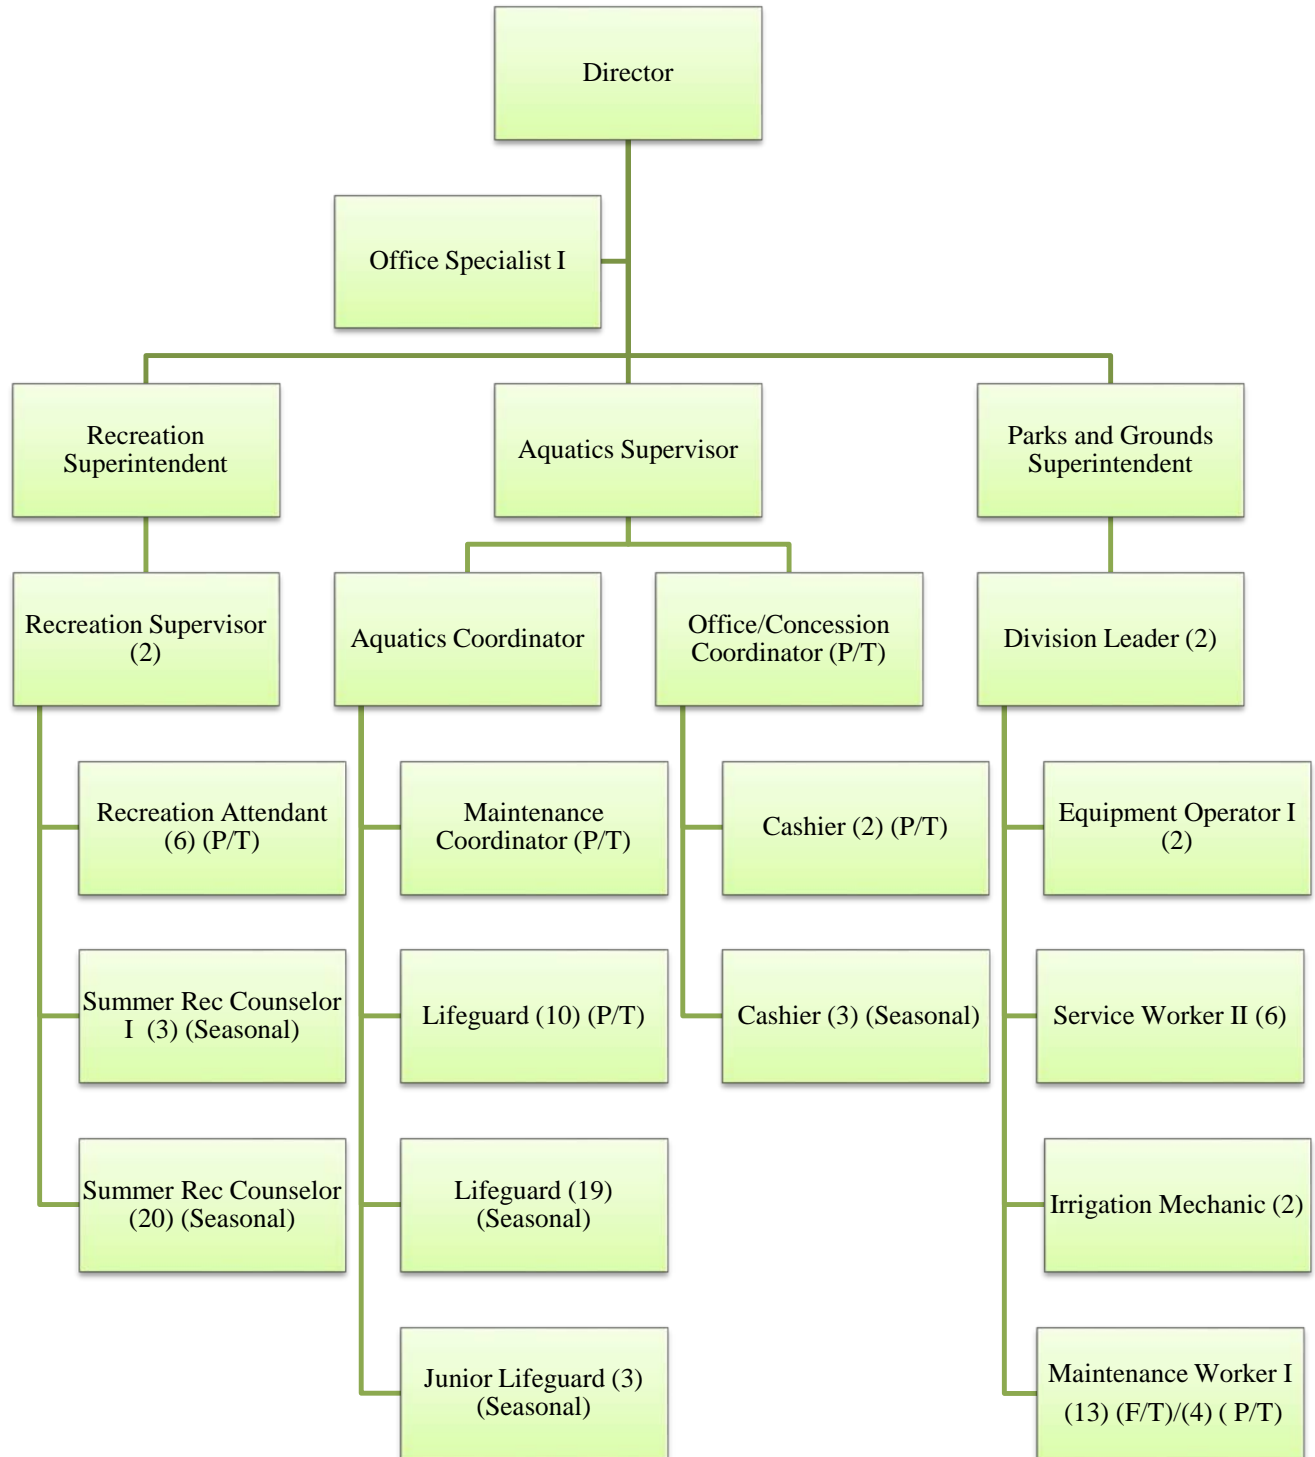 Director
Office Specialist I
Recreation
Superintendent
Aquatics Supervisor
Parks and Grounds
Superintendent
Recreation Supervisor
(2)
Aquatics Coordinator
Office/Concession
Coordinator (P/T)
Division Leader (2)
Recreation Attendant
(6) (P/T)
Maintenance
Coordinator (P/T)
Cashier (2) (P/T)
Equipment Operator I
(2)
Summer Rec Counselor
I (3) (Seasonal)
Lifeguard (10) (P/T)
Cashier (3) (Seasonal)
Service Worker II (6)
Summer Rec Counselor
(20) (Seasonal)
Lifeguard (19)
(Seasonal)
Irrigation Mechanic (2)
Junior Lifeguard (3)
(Seasonal)
Maintenance Worker I
(13) (F/T)/(4) ( P/T)